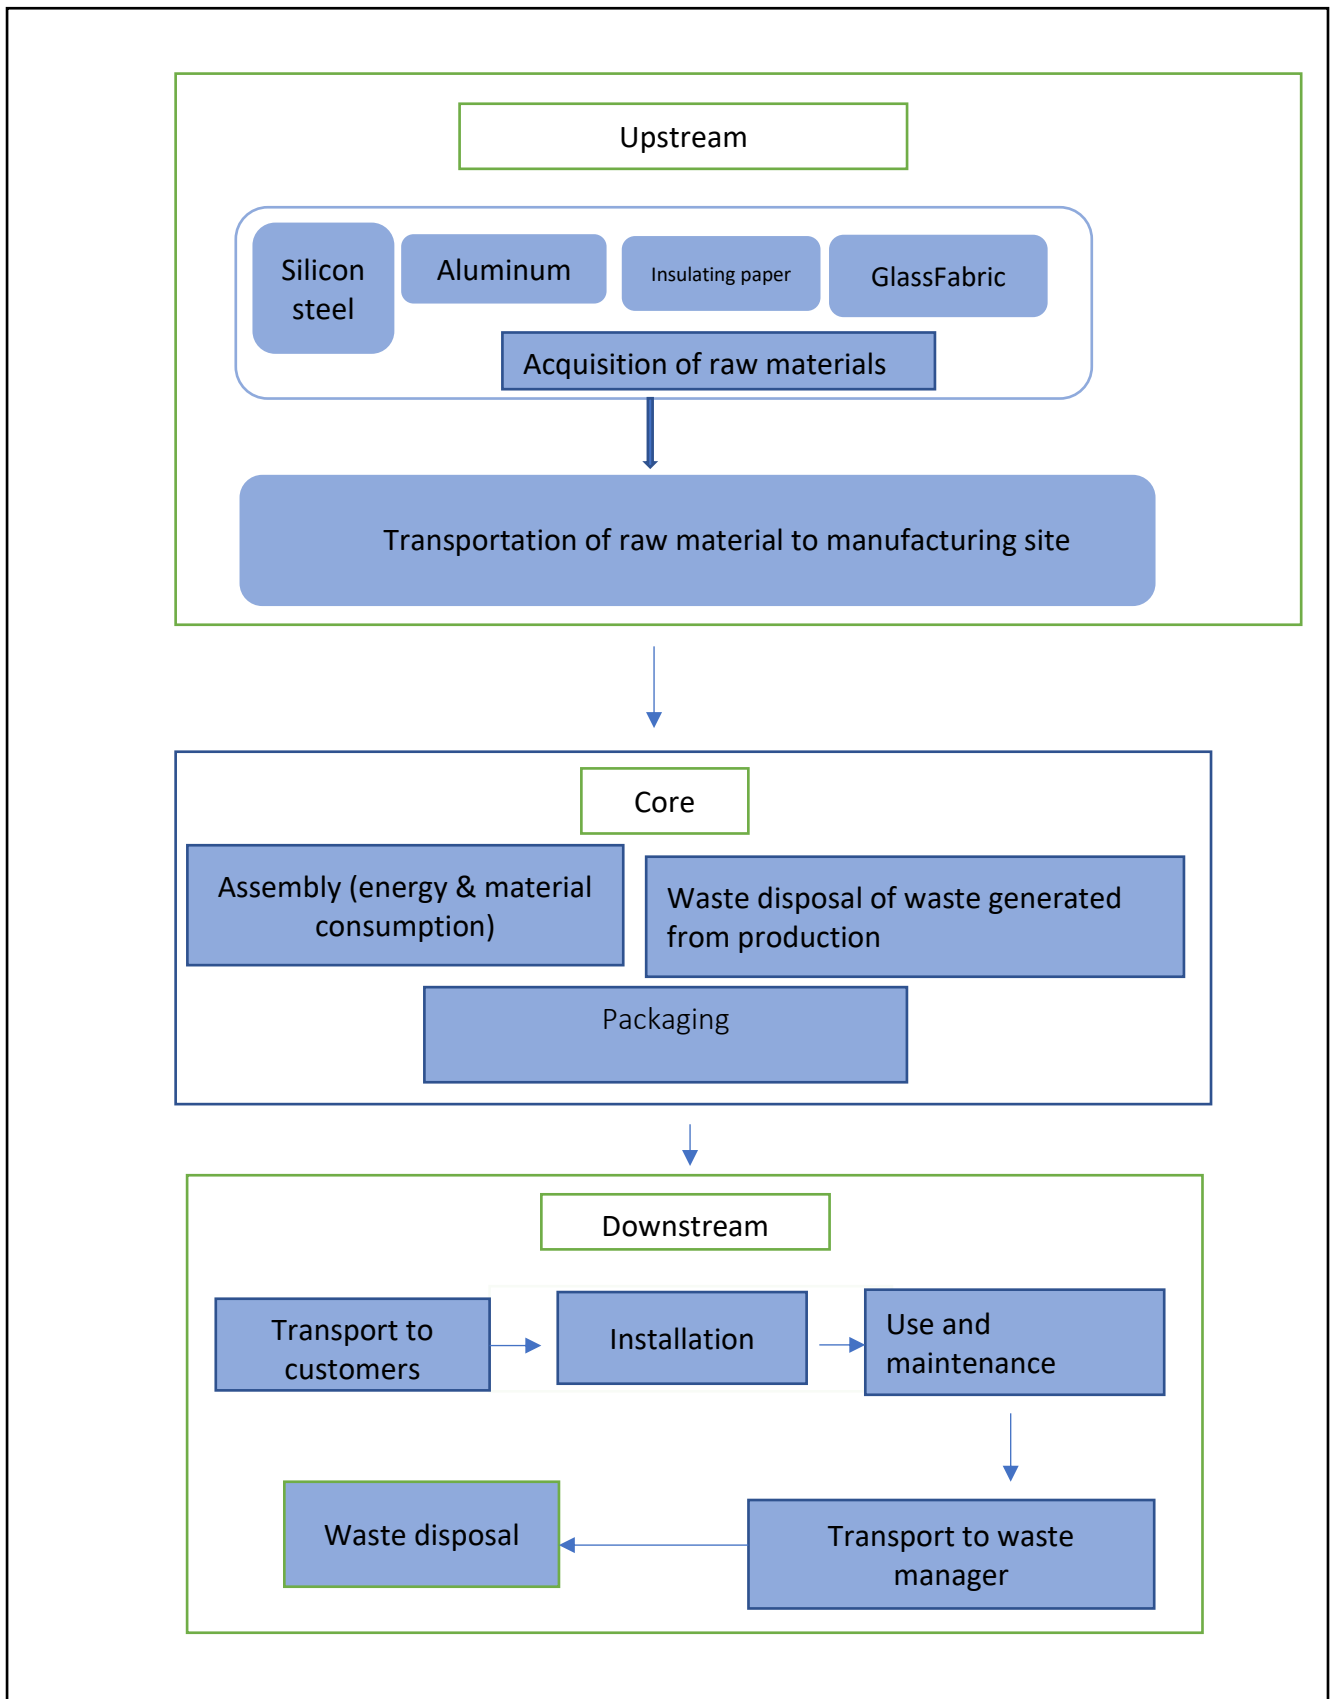 Upstream
Silicon
steel
Aluminum
Insulating paper
GlassFabric
Acquisition of raw materials
Transportation of raw material to manufacturing site
Core
Assembly (energy & material
consumption)
Waste disposal of waste generated
from production
Packaging
Downstream
Transport to
customers
Installation
Use and
maintenance
Waste disposal
Transport to waste
manager